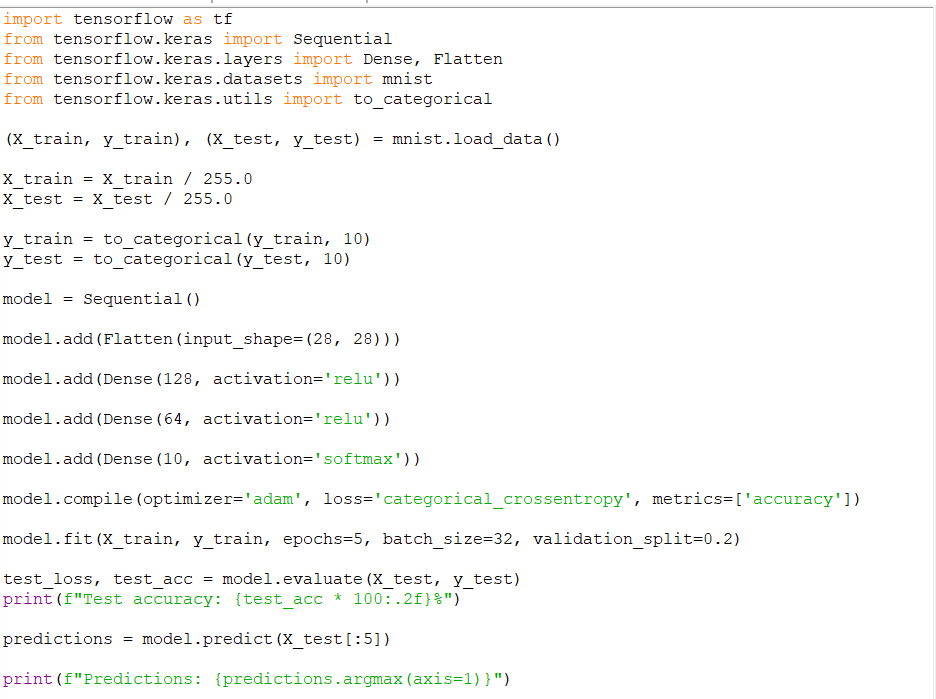 import tensorflow as tf
from tensorflow.keras import Sequential
from tensorflow.keras.layers import Dense, Flatten
from tensorflow.keras.datasets import mnist
from tensorflow.keras.utils import to_categorical
(X_train, y_train), (X_test, y_test) = mnist.load_data()
X_train = X_train / 255.0
X_test = X_test / 255.0
y_train = to_categorical(y_train, 10)
y_test = to_categorical(y_test, 10)
model = Sequential()
model.add(Flatten(input_shape=(28, 28)))
model.add(Dense(128, activation='relu'))
model.add(Dense(64, activation='relu'))
model.add(Dense(10, activation='softmax'))
model.compile(optimizer='adam', loss='categorical_crossentropy', metrics=['accuracy'])
model.fit(X_train, y_train, epochs=5, batch_size=32, validation_split=0.2)
test_loss, test_acc = model.evaluate(X_test, y_test)
print(f"Test accuracy: {test_acc * 100:.2f}%")
predictions = model.predict(X_test[:5])
print(f"Predictions: {predictions.argmax(axis=1)}")